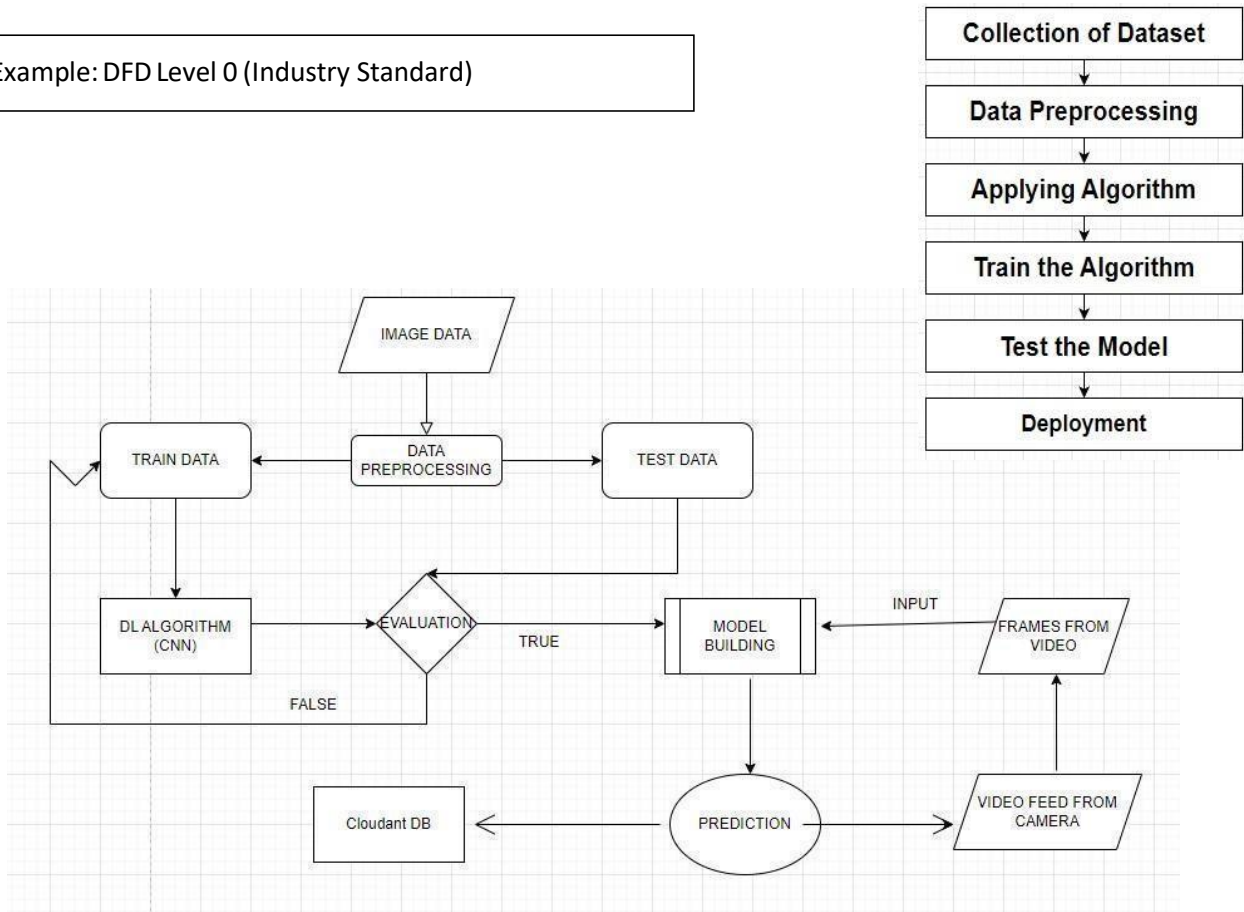 Example: DFD Level 0 (Industry Standard)
Collection of Dataset
Data Preprocessing
Applying Algorithm
Train the Algorithm
Test the Model
Deployment
IMAGE DATA
TRAIN DATA
DATA
PREPROCESSING
TEST DATA
DL ALGORITHM
(CNN)
EVALUATION
TRUE
MODEL
BUILDING
INPUT
FRAMES FROM
VIDEO
FALSE
Cloudant DB
PREDICTION
VIDEO FEED FROM
CAMERA